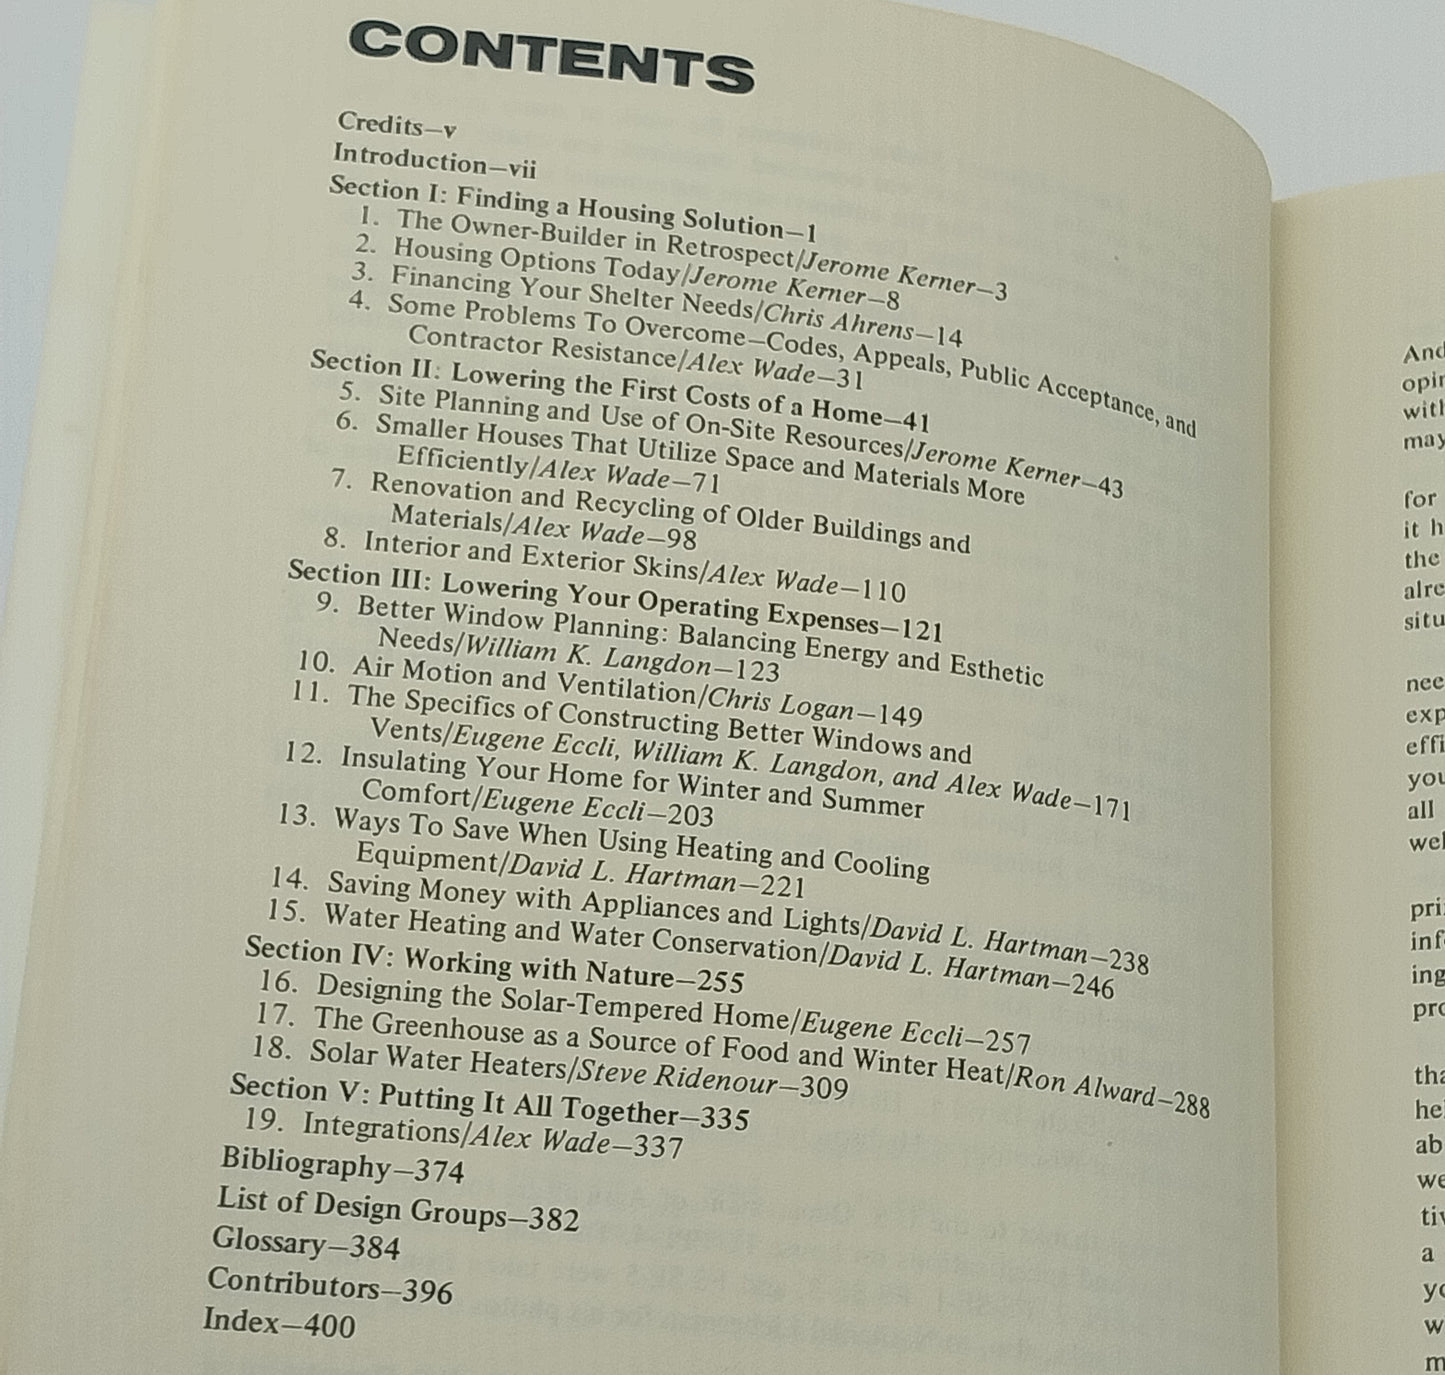 CONTENTS
Credits—v
Introduction—vii
Section I: Finding a Housing Solution—1
1. The Owner-Builder in Retrospect/Jerome Kerner—3
2. Housing Options Today/Jerome Kerner—8
3. Financing Your Shelter Needs/Chris Ahrens—14
4. Some Problems To Overcome—Codes, Appeals, Public Acceptance, and
Contractor Resistance/Alex Wade—31
Section II: Lowering the First Costs of a Home—41
5. Site Planning and Use of On-Site Resources/Jerome Kerner—43
6. Smaller Houses That Utilize Space and Materials More
Efficiently/Alex Wade—71
7. Renovation and Recycling of Older Buildings and
Materials/Alex Wade—98
8. Interior and Exterior Skins/Alex Wade—110
Section III: Lowering Your Operating Expenses—121
9. Better Window Planning: Balancing Energy and Esthetic
Needs/William K. Langdon—123
10. Air Motion and Ventilation/Chris Logan—149
11. The Specifics of Constructing Better Windows and
Vents/Eugene Eccli, William K. Langdon, and Alex Wade—171
12. Insulating Your Home for Winter and Summer
Comfort/Eugene Eccli—203
13. Ways To Save When Using Heating and Cooling
Equipment/David L. Hartman—221
14. Saving Money with Appliances and Lights/David L. Hartman—238
15. Water Heating and Water Conservation/David L. Hartman—246
Section IV: Working with Nature—255
16. Designing the Solar-Tempered Home/Eugene Eccli—257
17. The Greenhouse as a Source of Food and Winter Heat/Ron Alward—288
18. Solar Water Heaters/Steve Ridenour—309
Section V: Putting It All Together—335
19. Integrations/Alex Wade—337
Bibliography—374
List of Design Groups—382
Glossary—384
Contributors—396
Index—400
And
may
for
it h
the
all
a